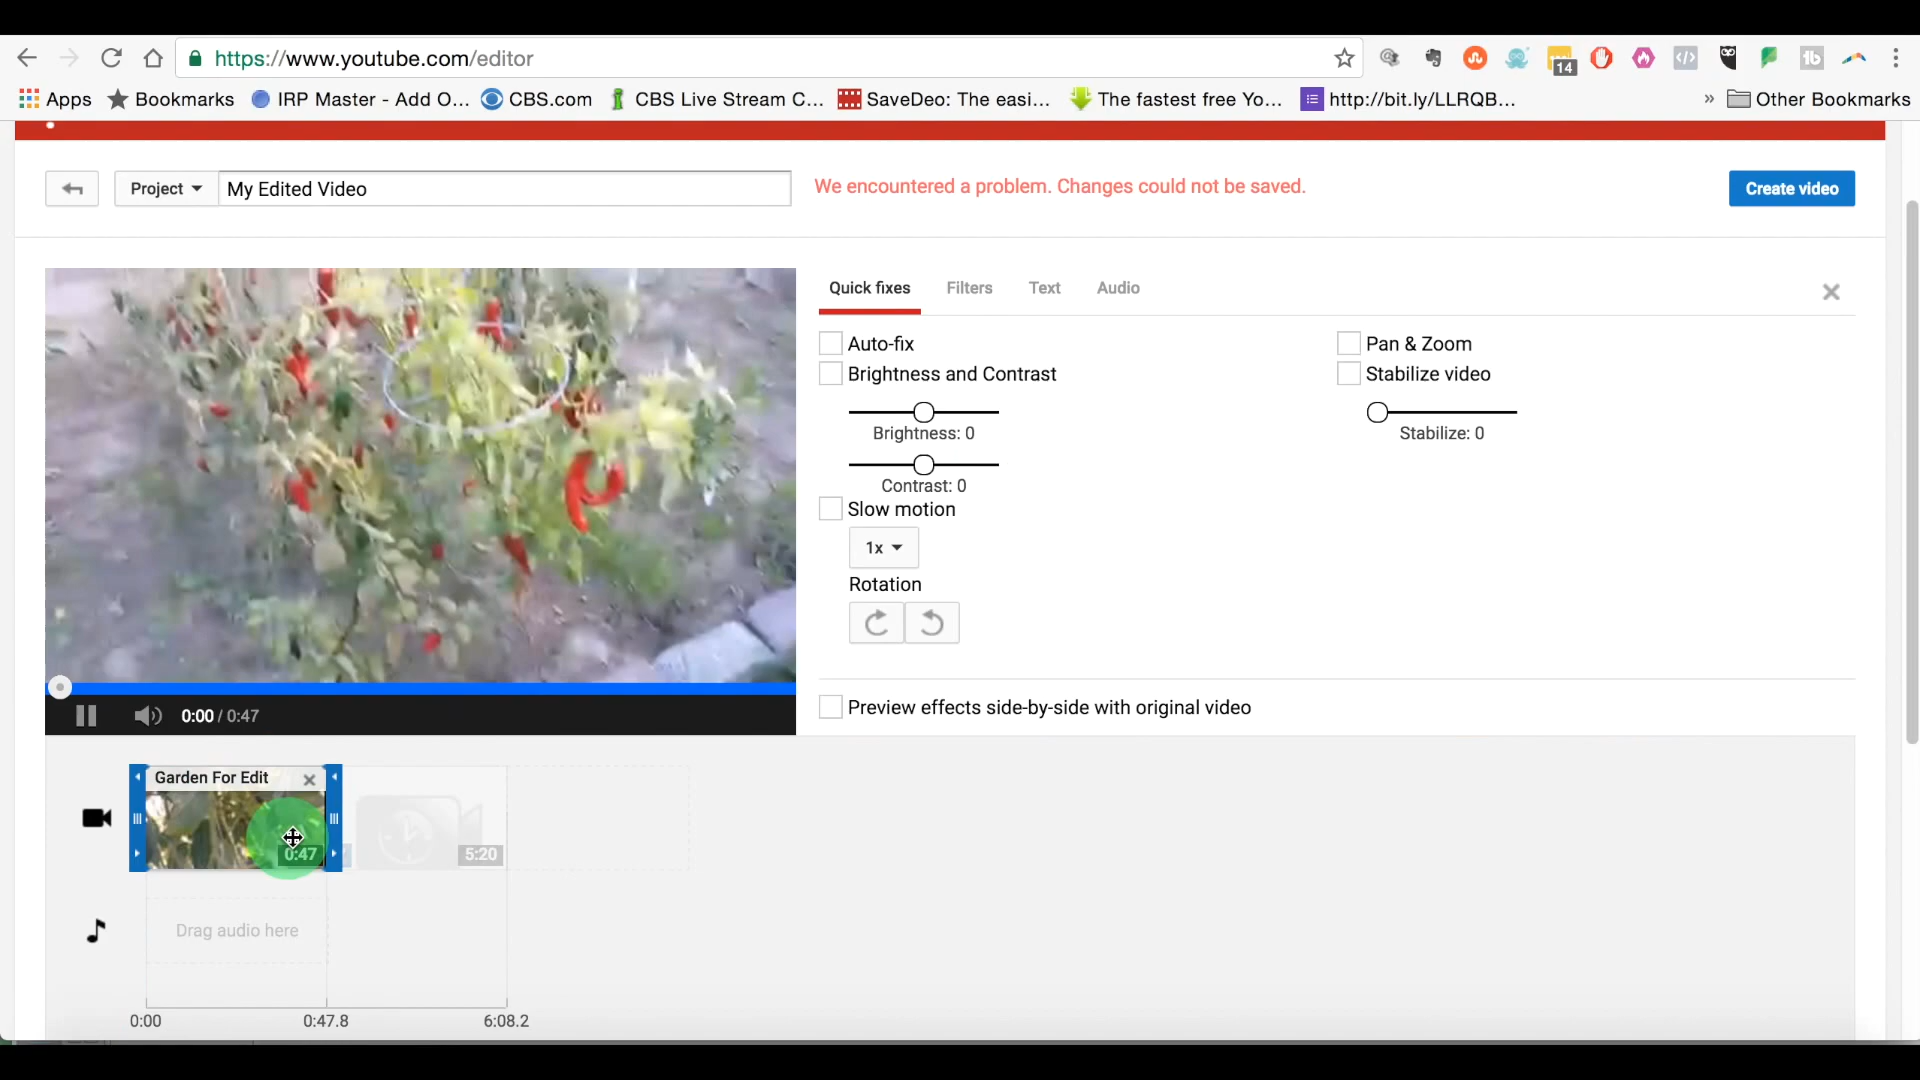 https://www.youtube.com/editor
14
Apps Bookmarks IRP Master - Add O... CBS.com CBS Live Stream C... SaveDeo: The easi... The fastest free Yo... http://bit.ly/LLRQB... » Other Bookmarks
Project My Edited Video We encountered a problem. Changes could not be saved. Create video
Quick fixes Filters Text Audio
Auto-fix Pan & Zoom
Brightness and Contrast Stabilize video
Brightness: 0 Stabilize: 0
Contrast: 0
Slow motion
1x
Rotation
Preview effects side-by-side with original video
0:00 / 0:47
Garden For Edit
0:47 5:20
Drag audio here
0:00 0:47.8 6:08.2